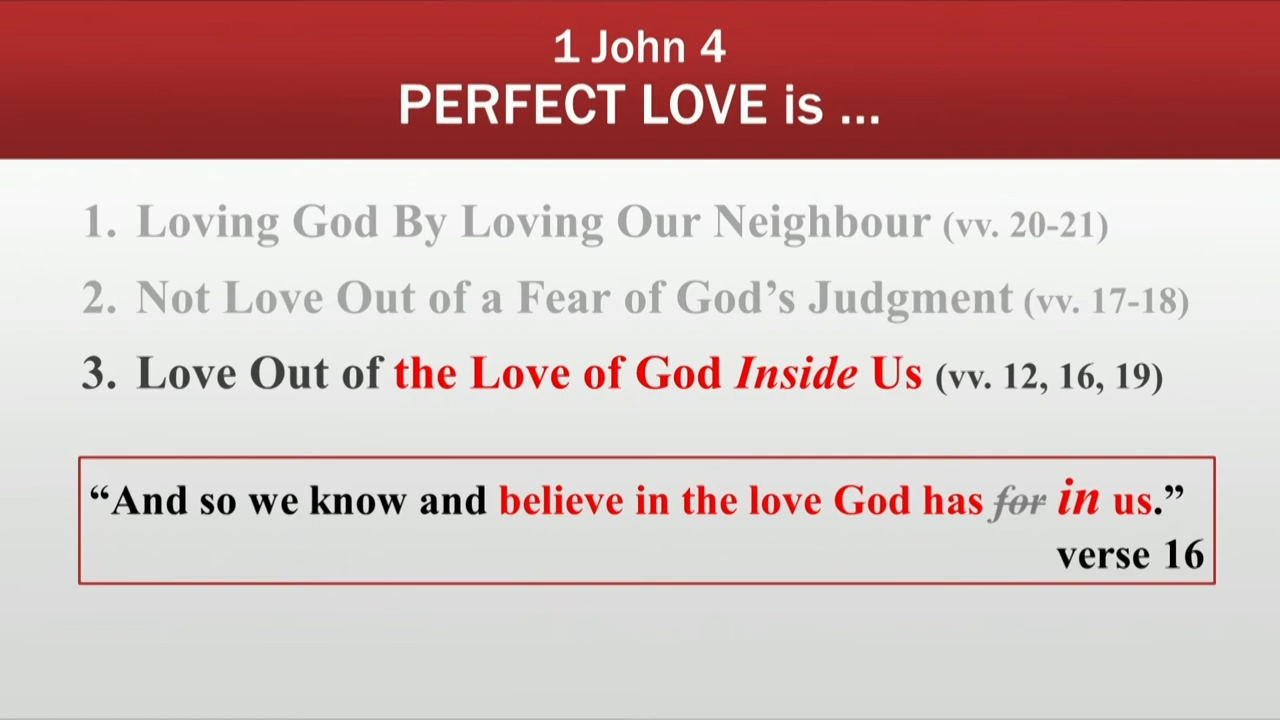 1 John 4
PERFECT LOVE is ...
1. Loving God By Loving Our Neighbour (vv. 20-21)
2. Not Love Out of a Fear of God’s Judgment (vv. 17-18)
3. Love Out of the Love of God Inside Us (vv. 12, 16, 19)
“And so we know and believe in the love God has for in us.”
verse 16